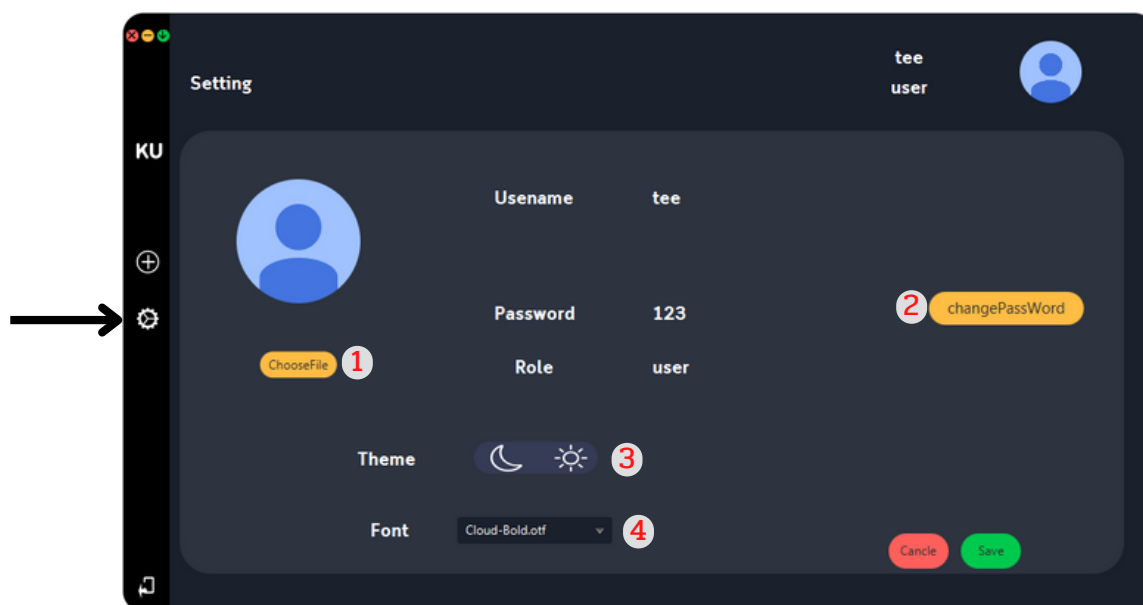 tee
user
Setting
KU
Usename tee
Password 123
2 changePassWord
ChooseFile 1
Role user
Theme 3
Font Cloud-Bold.otf 4
Cancle Save